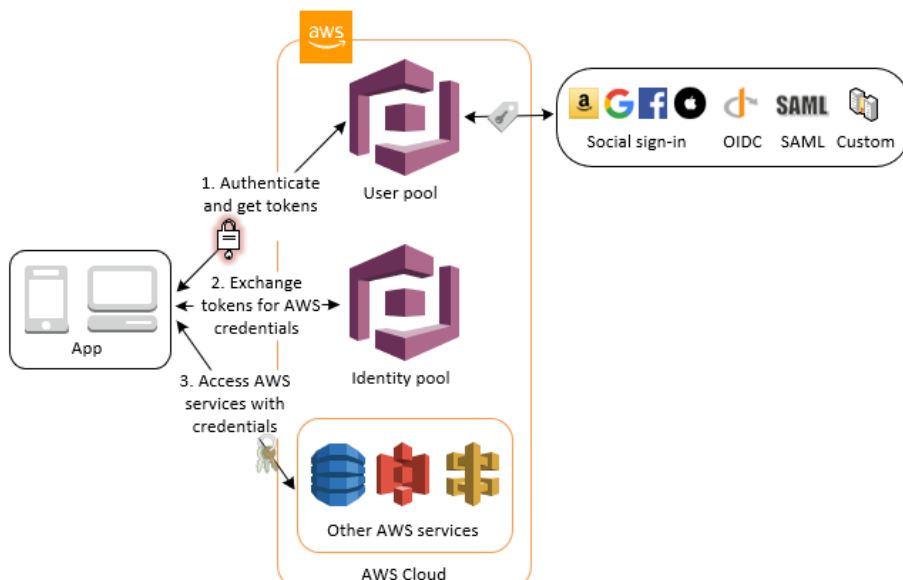 aws
a
SAML
Social sign-in
OIDC
SAML
Custom
1. Authenticate
and get tokens
User pool
2. Exchange
tokens for AWS
credentials
App
Identity pool
3. Access AWS
services with
credentials
Other AWS services
AWS Cloud